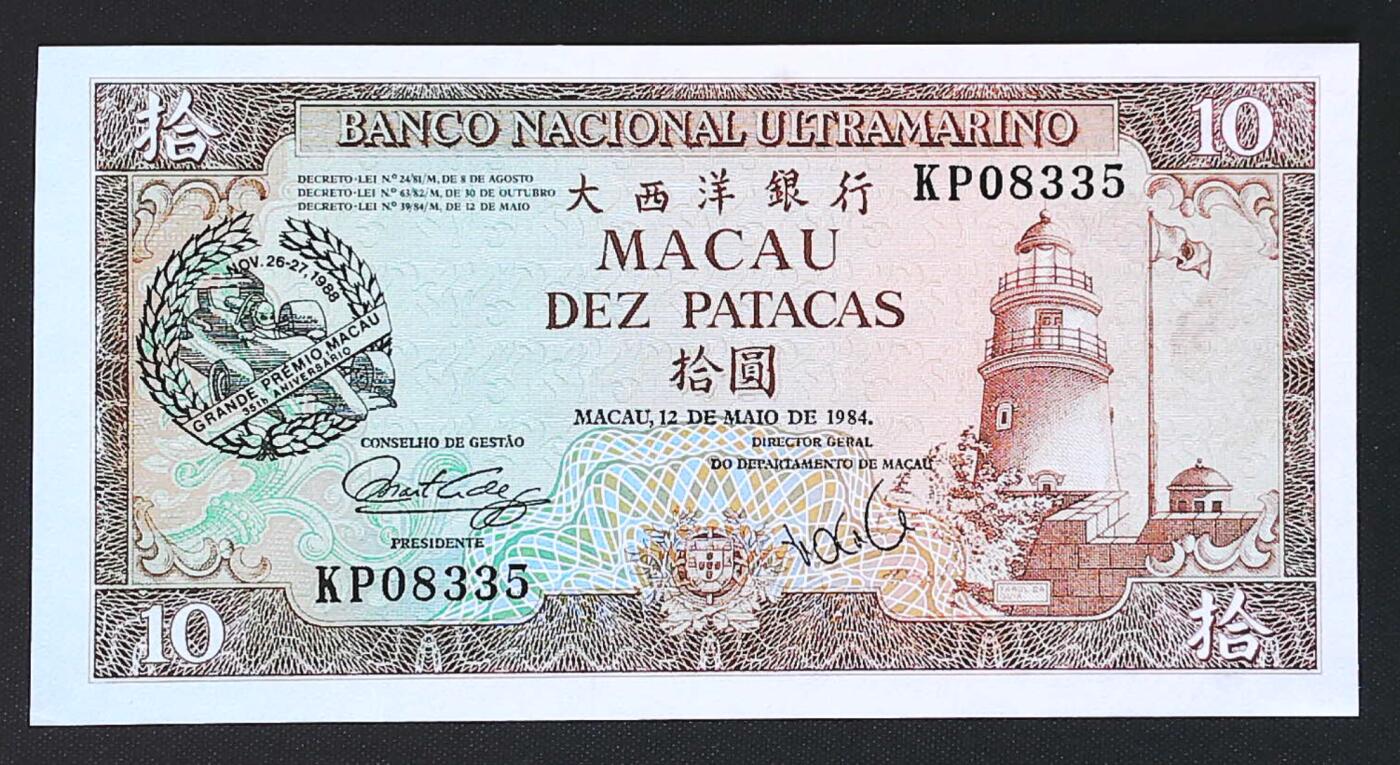 拾
BANCO NACIONAL ULTRAMARINO
10
DECRETO-LEI N.º 24/81/M, DE 8 DE AGOSTO
DECRETO-LEI N.º 63/82/M, DE 30 DE OUTUBRO
DECRETO-LEI N.º 39/84/M, DE 12 DE MAIO
大西洋銀行
KP08335
NOV. 26-27.1988
GRANDE PRÉMIO MACAU
35th ANIVERSÁRIO
MACAU
DEZ PATACAS
拾圓
MACAU, 12 DE MAIO DE 1984.
CONSELHO DE GESTÃO
PRESIDENTE
DIRECTOR GERAL
DO DEPARTAMENTO DE MACAU
KP08335
FAROL DA
GUIA
10
拾